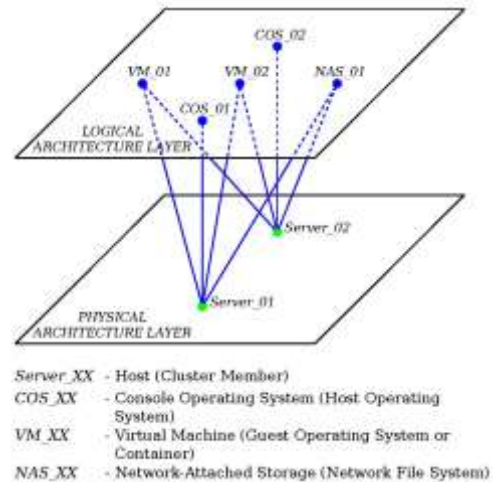 COS_02
VM_01 VM_02 NAS_01
COS_01
LOGICAL
ARCHITECTURE LAYER
Server_02
Server_01
PHYSICAL
ARCHITECTURE LAYER
Server_XX - Host (Cluster Member)
COS_XX - Console Operating System (Host Operating
System)
VM_XX - Virtual Machine (Guest Operating System or
Container)
NAS_XX - Network-Attached Storage (Network File System)